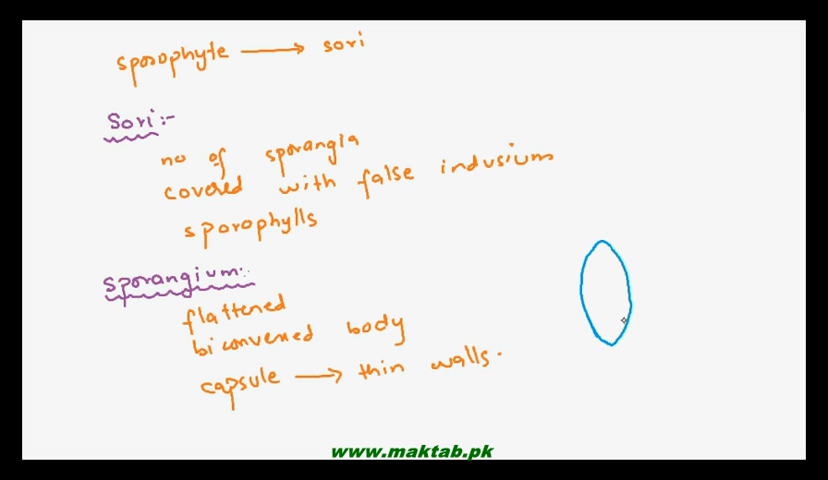 sporophyte → sori
Sori:-
no of sporangia
covered with false indusium
sporophylls
sporangium:-
flattened
biconvexed body
capsule → thin walls.
www.maktab.pk